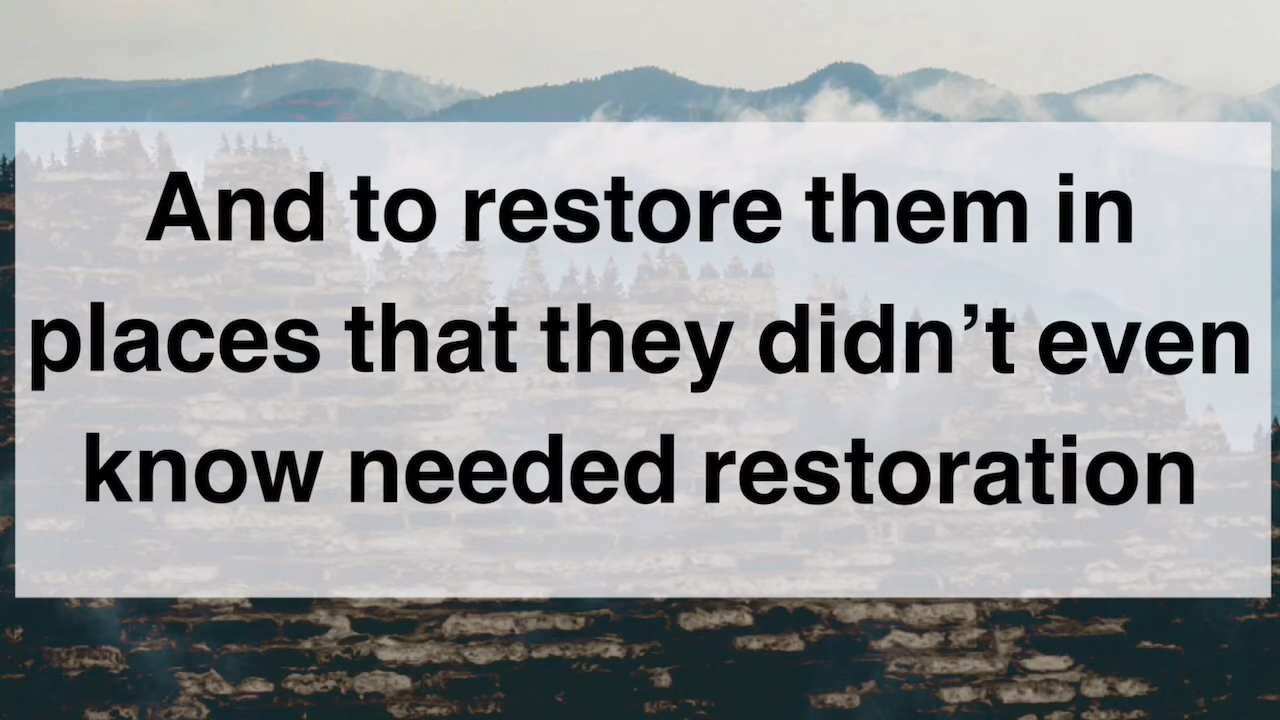 And to restore them in
places that they didn’t even
know needed restoration